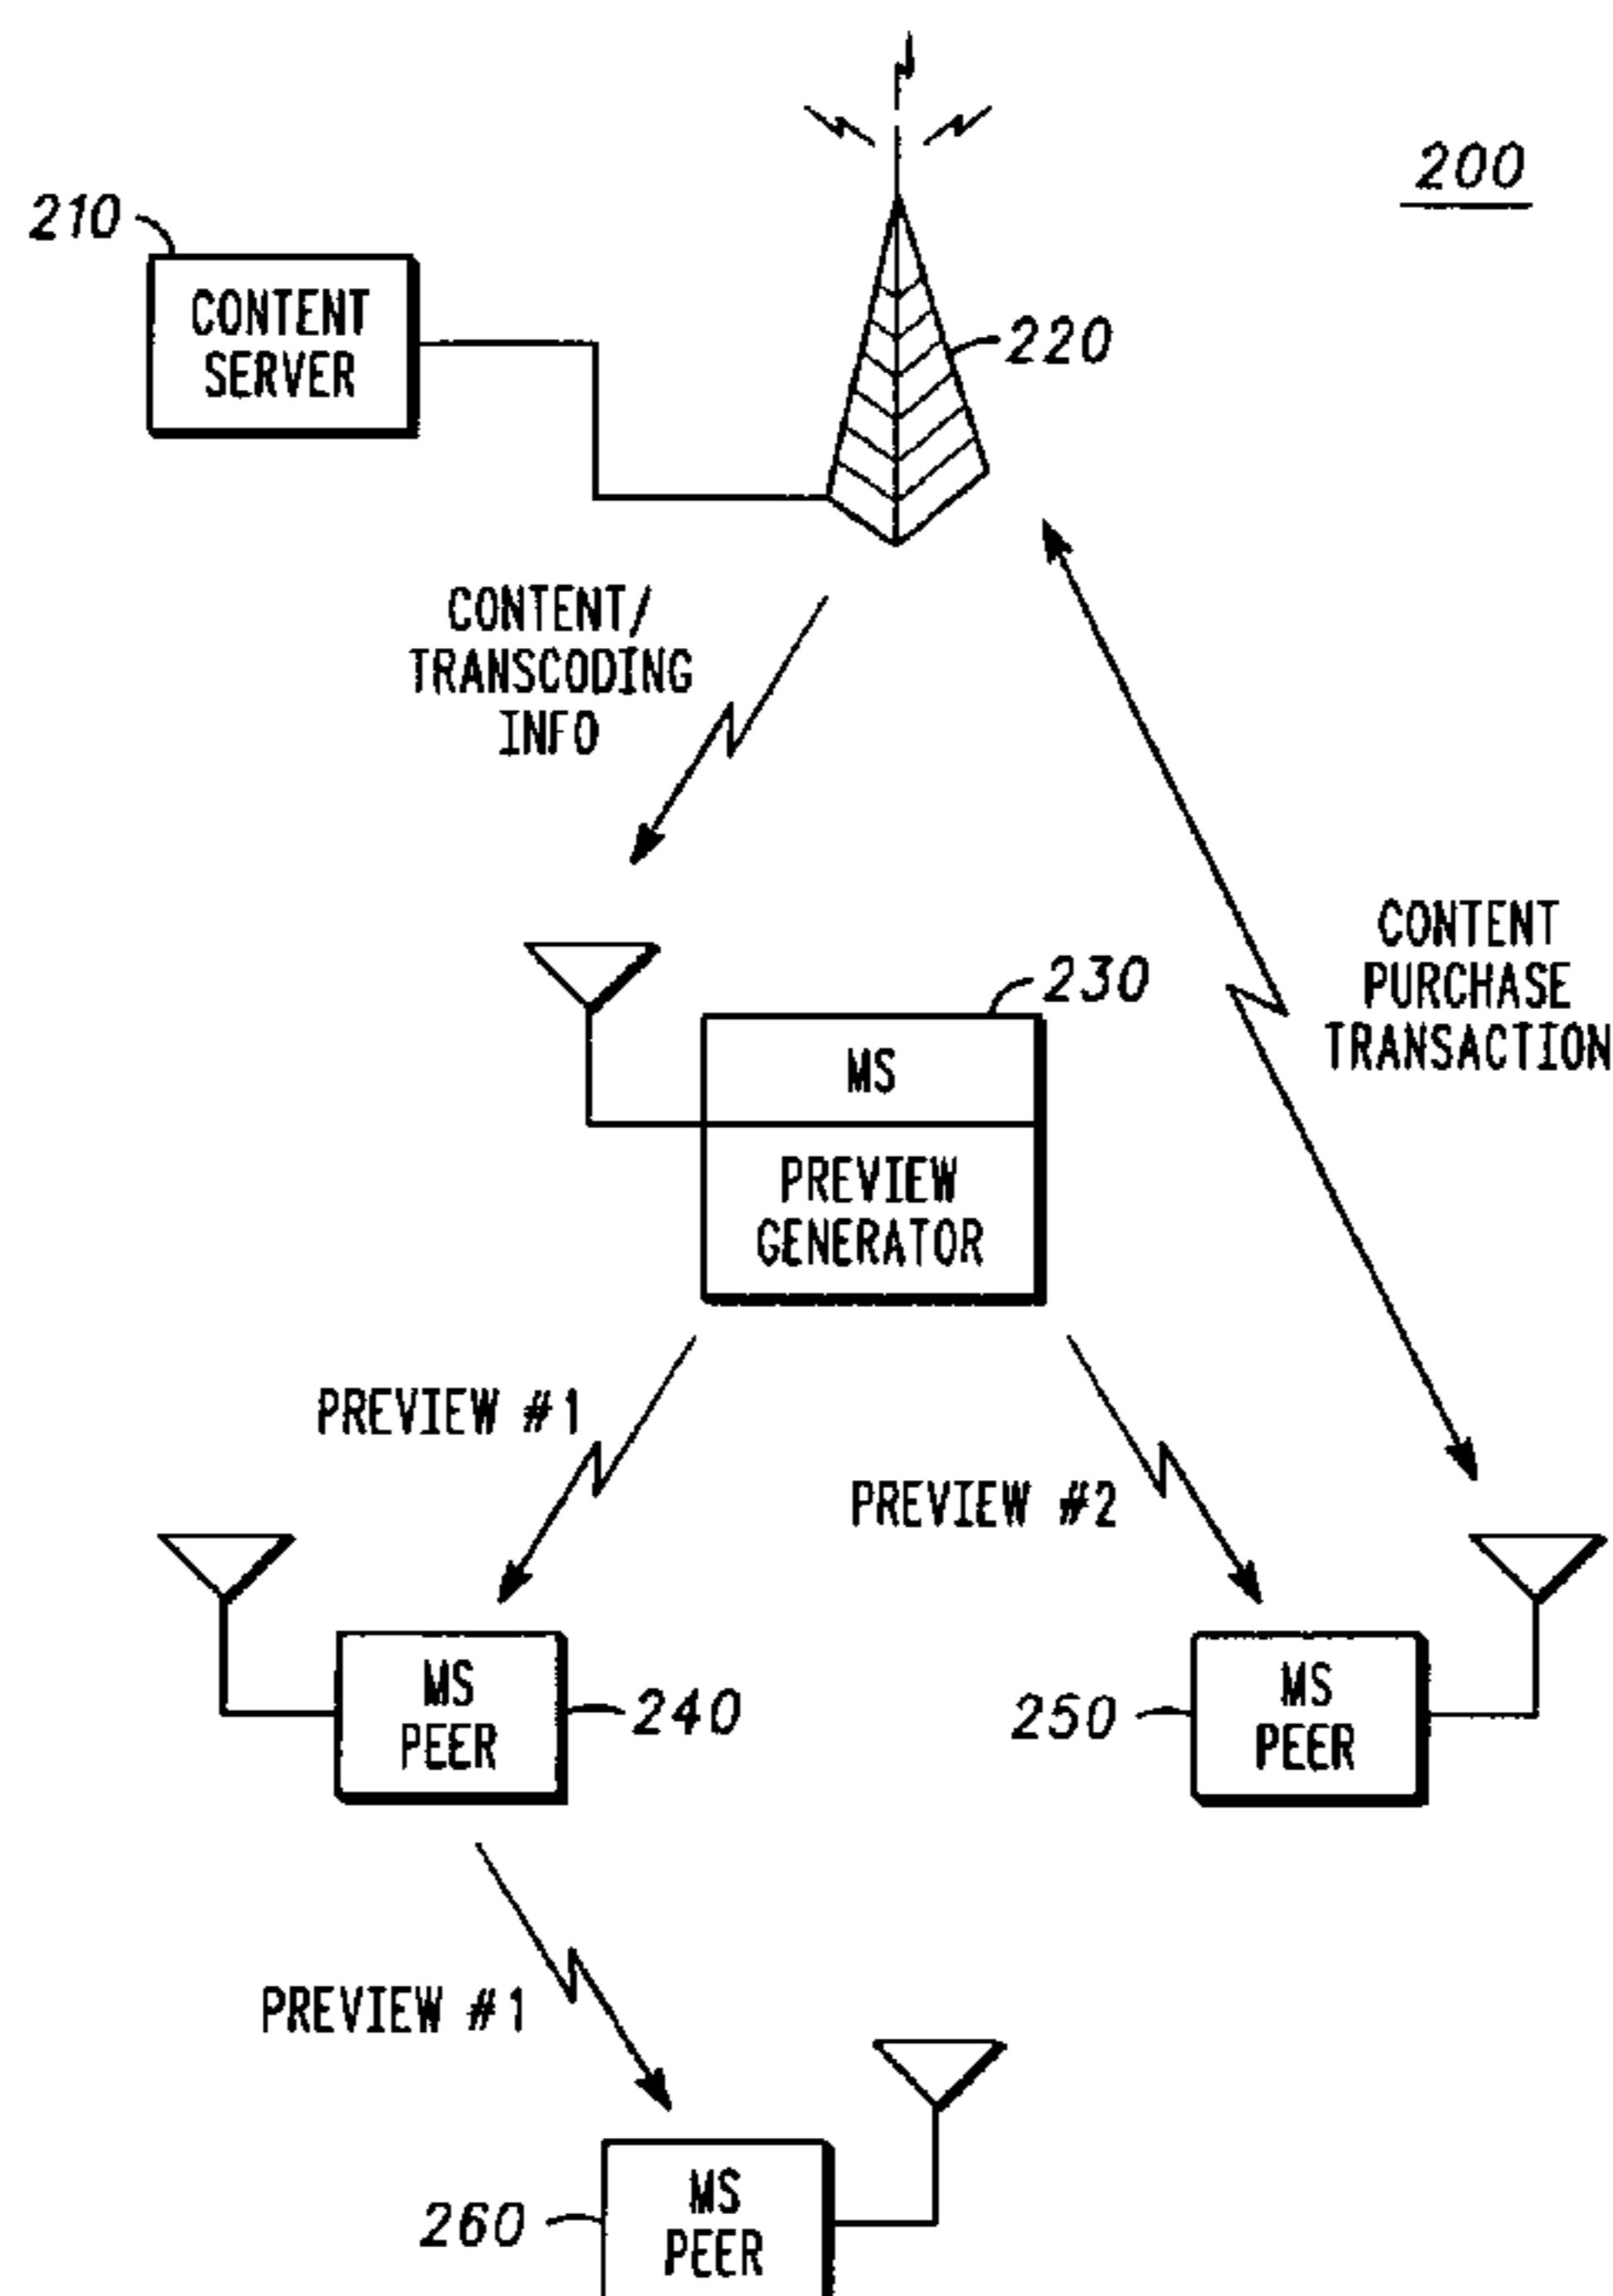 200
210
CONTENT
SERVER
220
CONTENT/
TRANSCODING
INFO
CONTENT
PURCHASE
TRANSACTION
230
MS
PREVIEW
GENERATOR
PREVIEW #1
PREVIEW #2
MS
PEER
240
250
MS
PEER
PREVIEW #1
260
MS
PEER